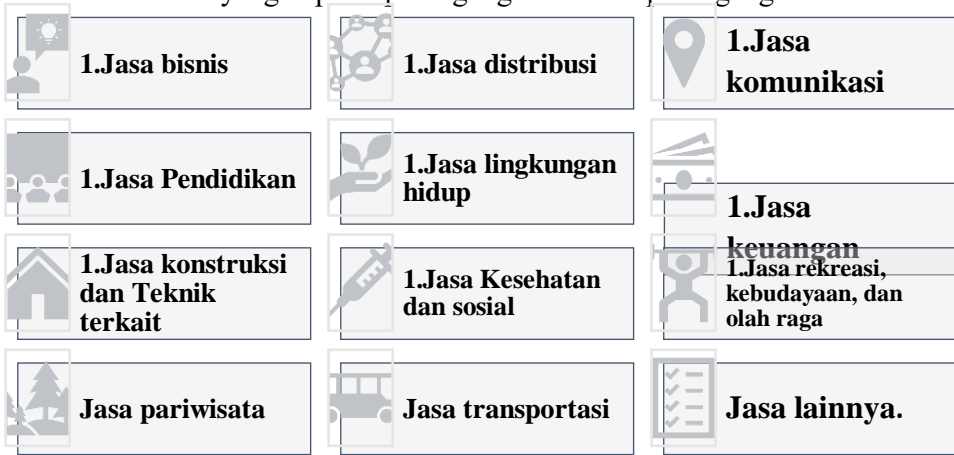 1.Jasa bisnis
1.Jasa distribusi
1.Jasa
komunikasi
1.Jasa Pendidikan
1.Jasa lingkungan
hidup
1.Jasa
keuangan
1.Jasa konstruksi
dan Teknik
terkait
1.Jasa Kesehatan
dan sosial
1.Jasa rekreasi,
kebudayaan, dan
olah raga
Jasa pariwisata
Jasa transportasi
Jasa lainnya.